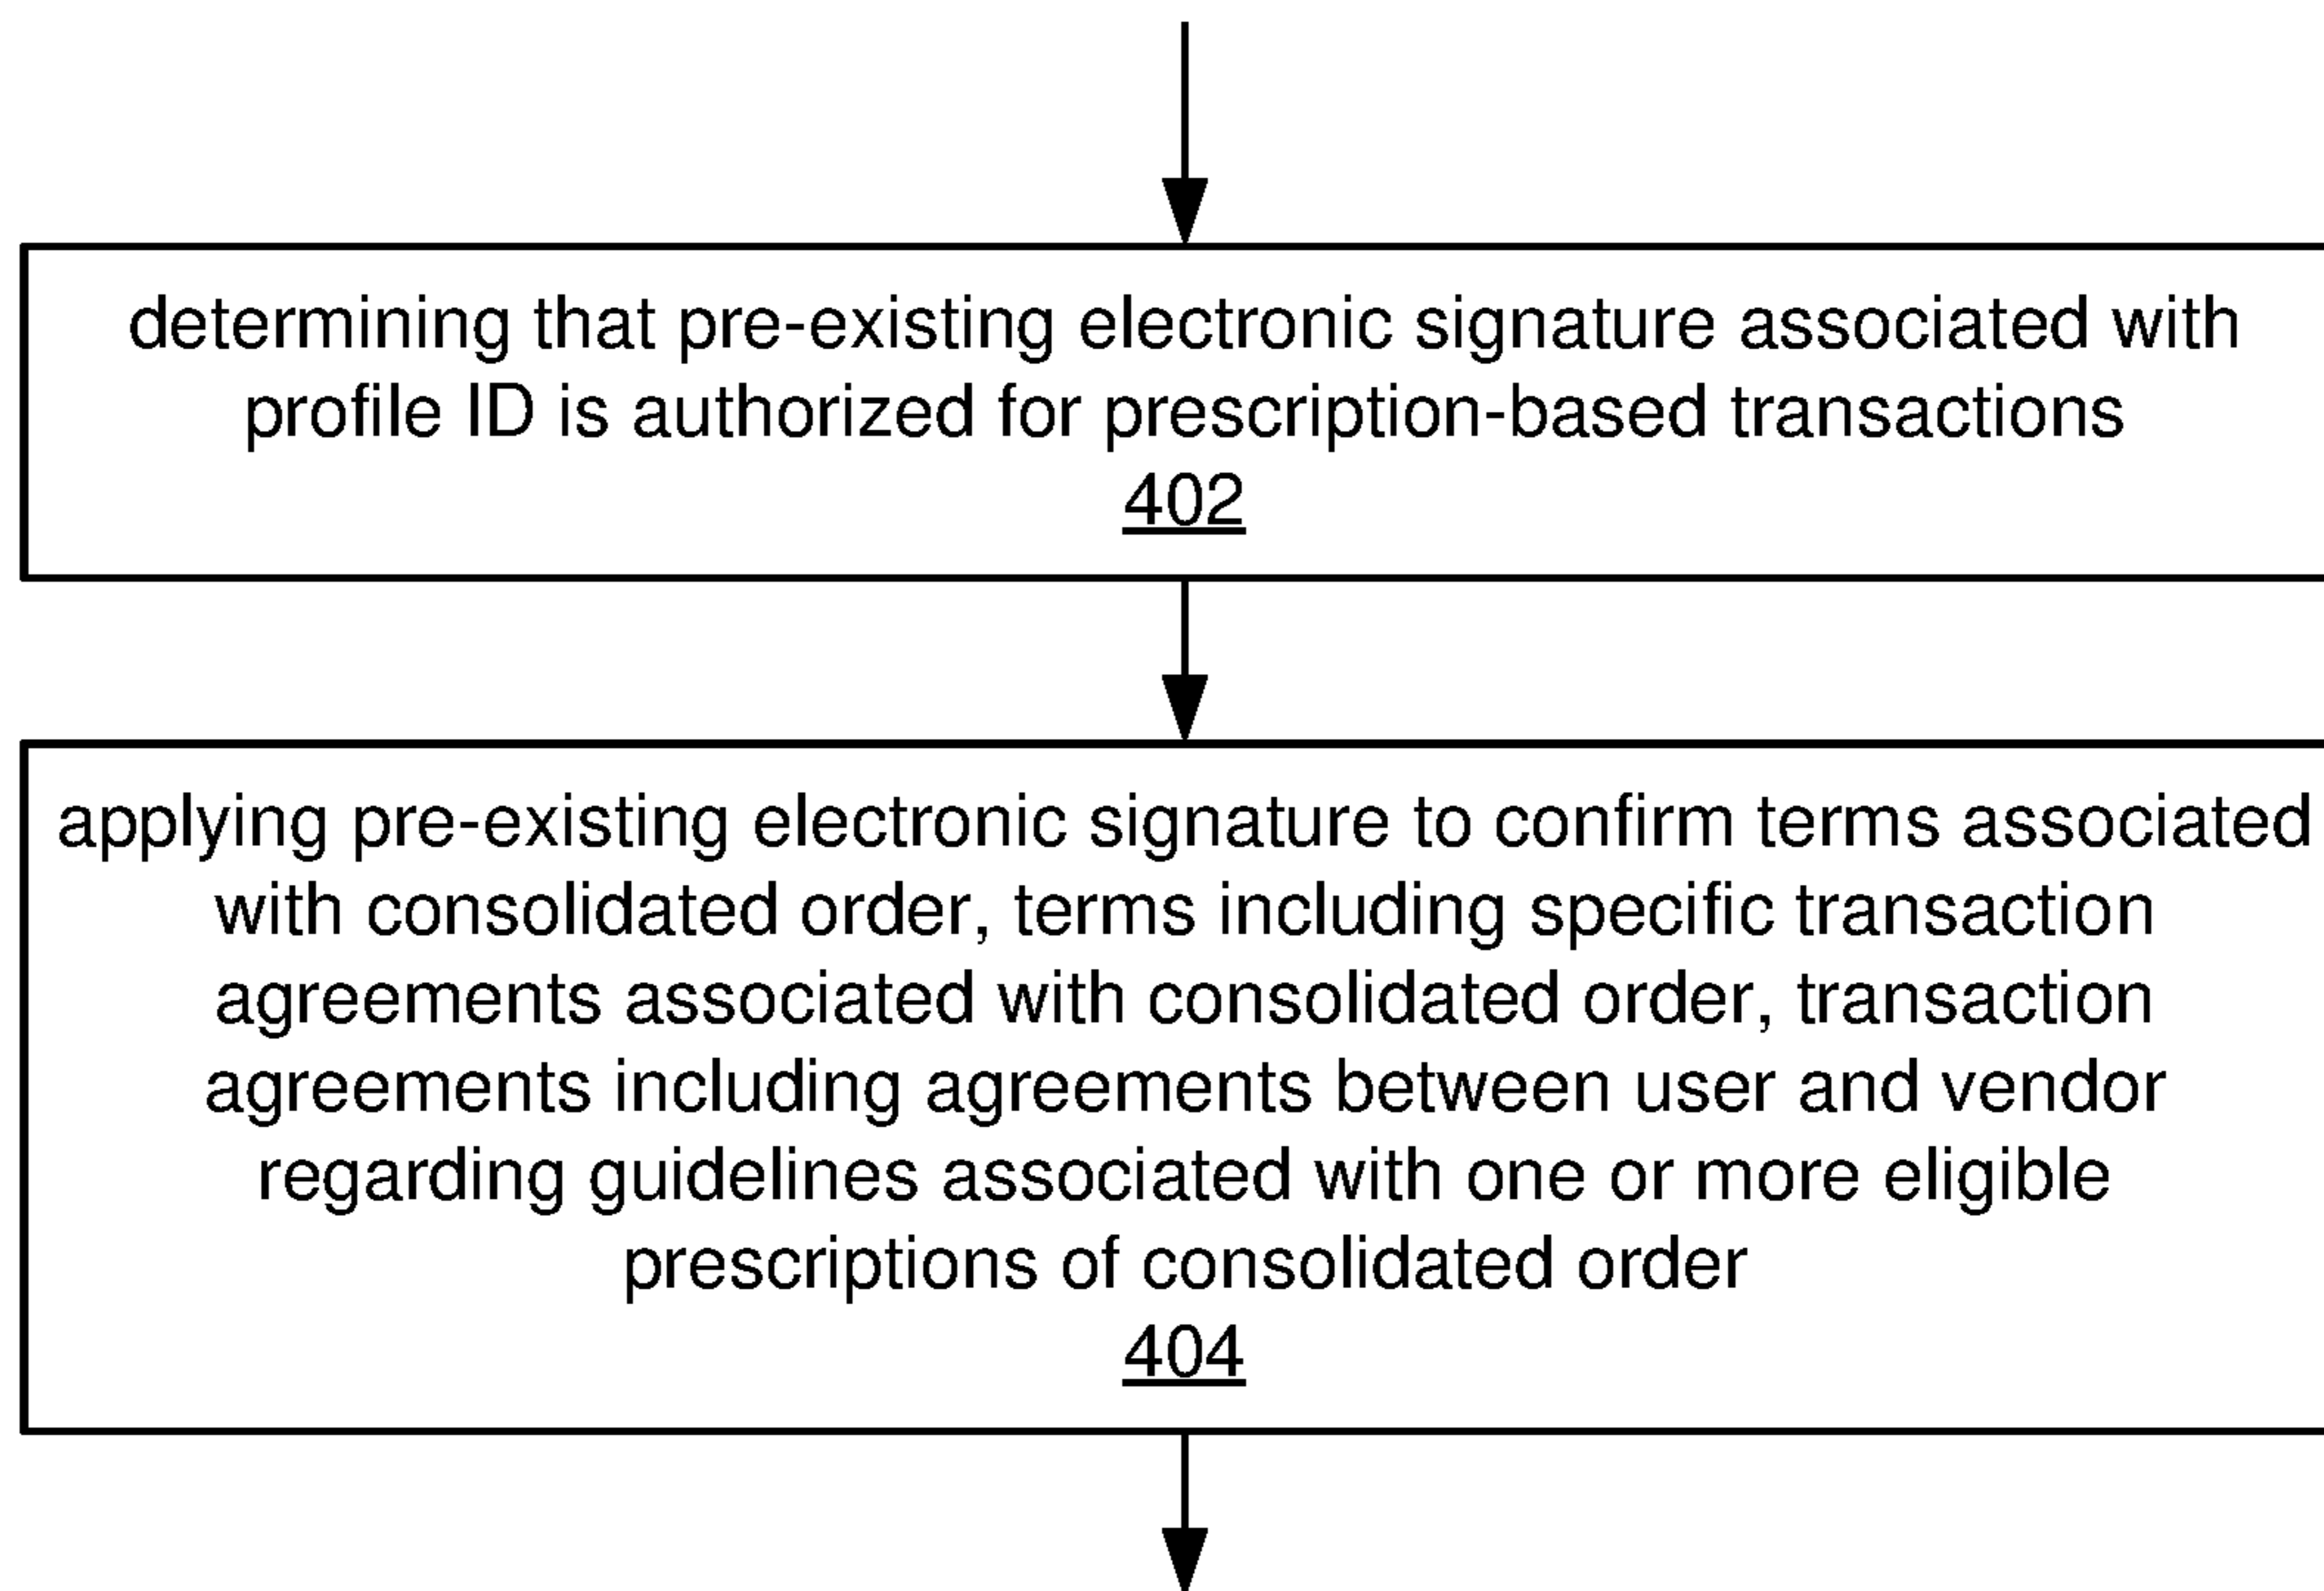 determining that pre-existing electronic signature associated with
profile ID is authorized for prescription-based transactions
402
applying pre-existing electronic signature to confirm terms associated
with consolidated order, terms including specific transaction
agreements associated with consolidated order, transaction
agreements including agreements between user and vendor
regarding guidelines associated with one or more eligible
prescriptions of consolidated order
404